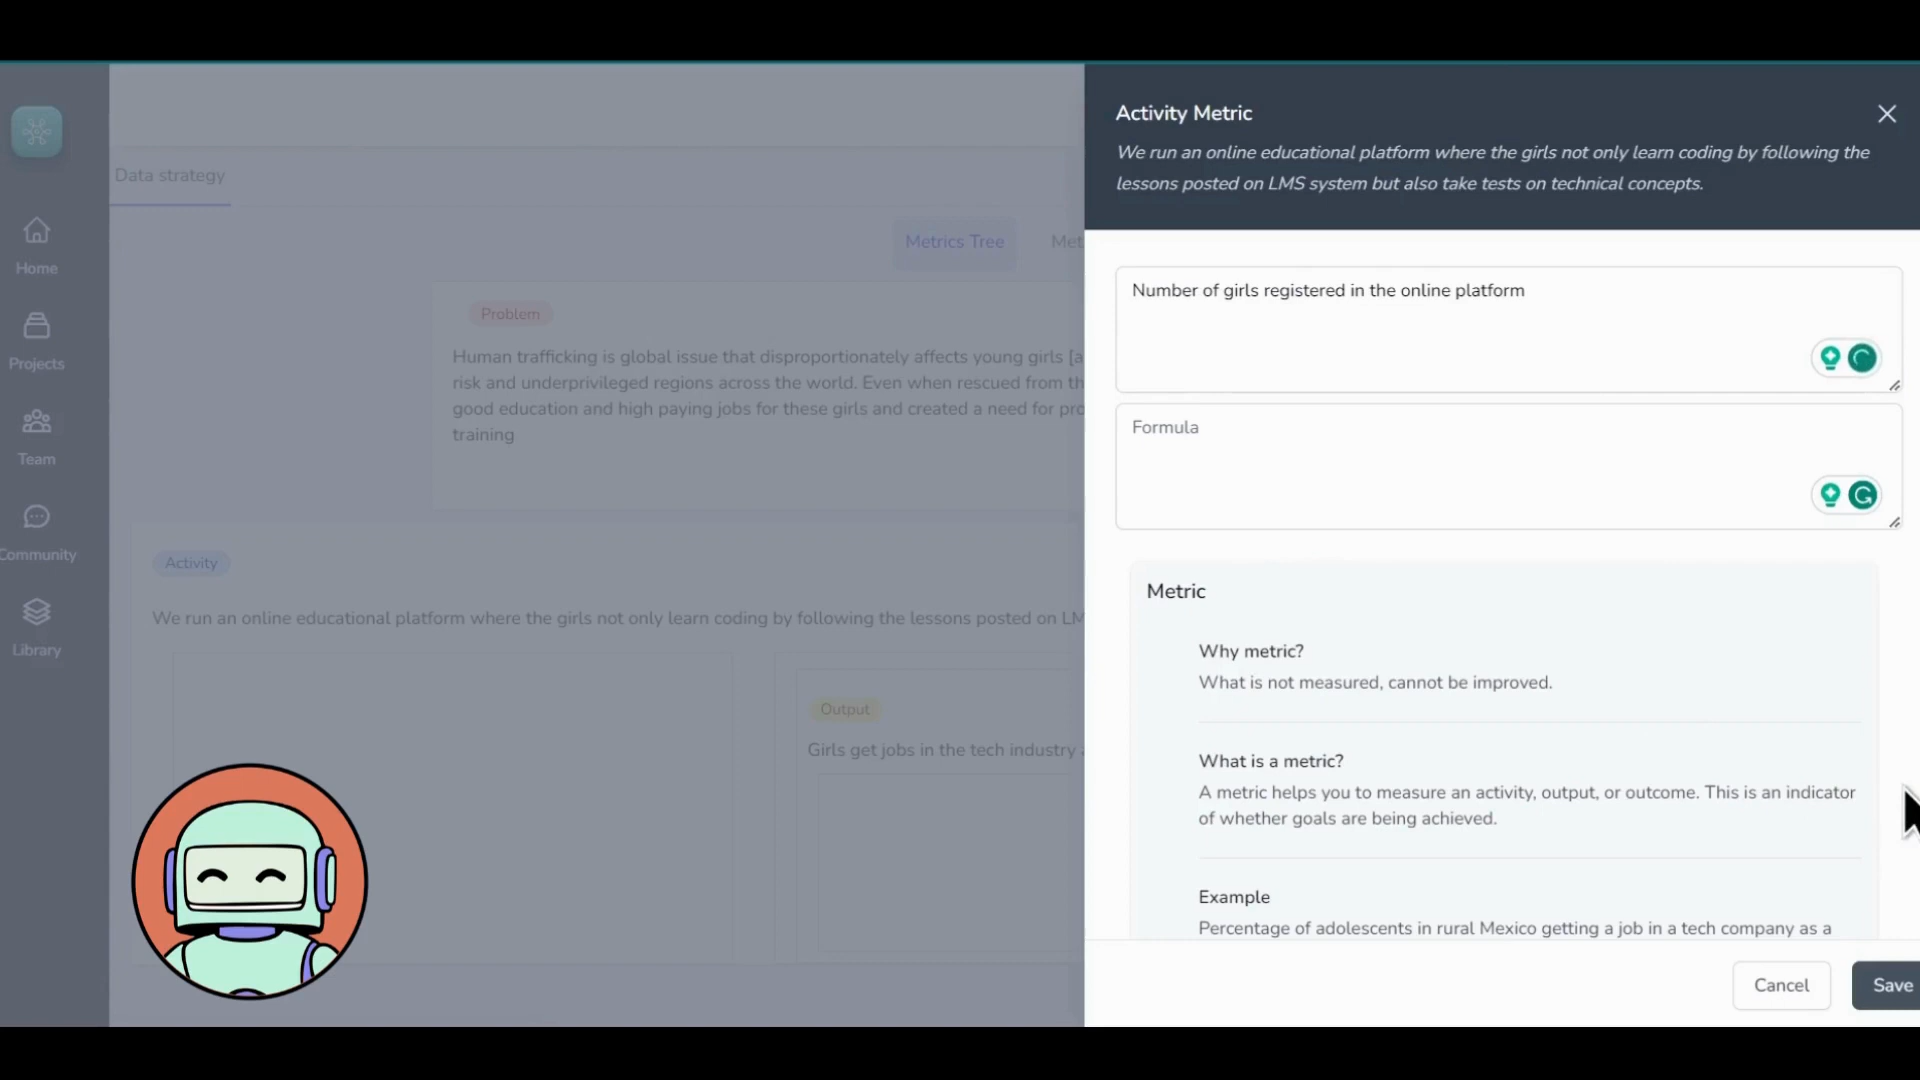 Home
Projects
Team
Community
Library
Data strategy
Metrics Tree
Met
Problem
Human trafficking is global issue that disproportionately affects young girls [a
risk and underprivileged regions across the world. Even when rescued from th
good education and high paying jobs for these girls and created a need for pro
training
Activity
We run an online educational platform where the girls not only learn coding by following the lessons posted on LM
Output
Girls get jobs in the tech industry
Activity Metric
We run an online educational platform where the girls not only learn coding by following the
lessons posted on LMS system but also take tests on technical concepts.
Number of girls registered in the online platform
Formula
Metric
Why metric?
What is not measured, cannot be improved.
What is a metric?
A metric helps you to measure an activity, output, or outcome. This is an indicator
of whether goals are being achieved.
Example
Percentage of adolescents in rural Mexico getting a job in a tech company as a
Cancel
Save